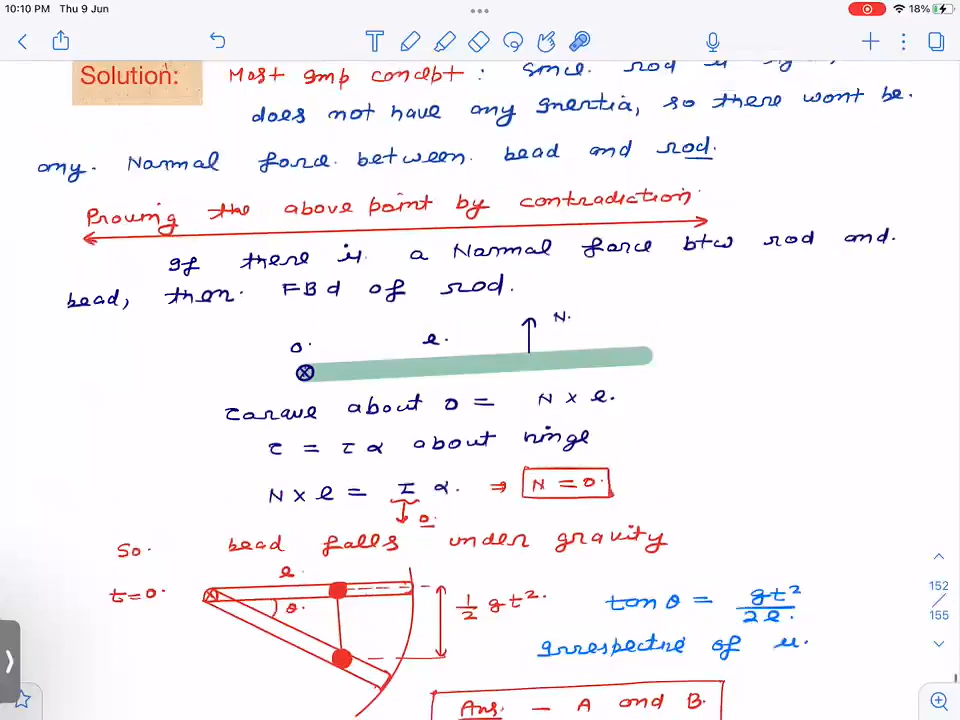 10:10 PM Thu 9 Jun
18%
Solution: Most Imp concept : Since rod is
does not have any Inertia, so there wont be.
any. Normal force between bead and rod.
Proving the above point by contradiction
If there is a Normal force btw rod and.
bead, then. FBd of rod.
N.
l.
O.
Torque about O = N × l.
τ = I α about hinge
N × l = I α. ⇒ N = 0.
0.
So. bead falls under gravity
l
t=0.
θ.
1/2 gt².
tan θ = gt²/2l.
irrespective of μ.
Ans. – A and B.
152
155